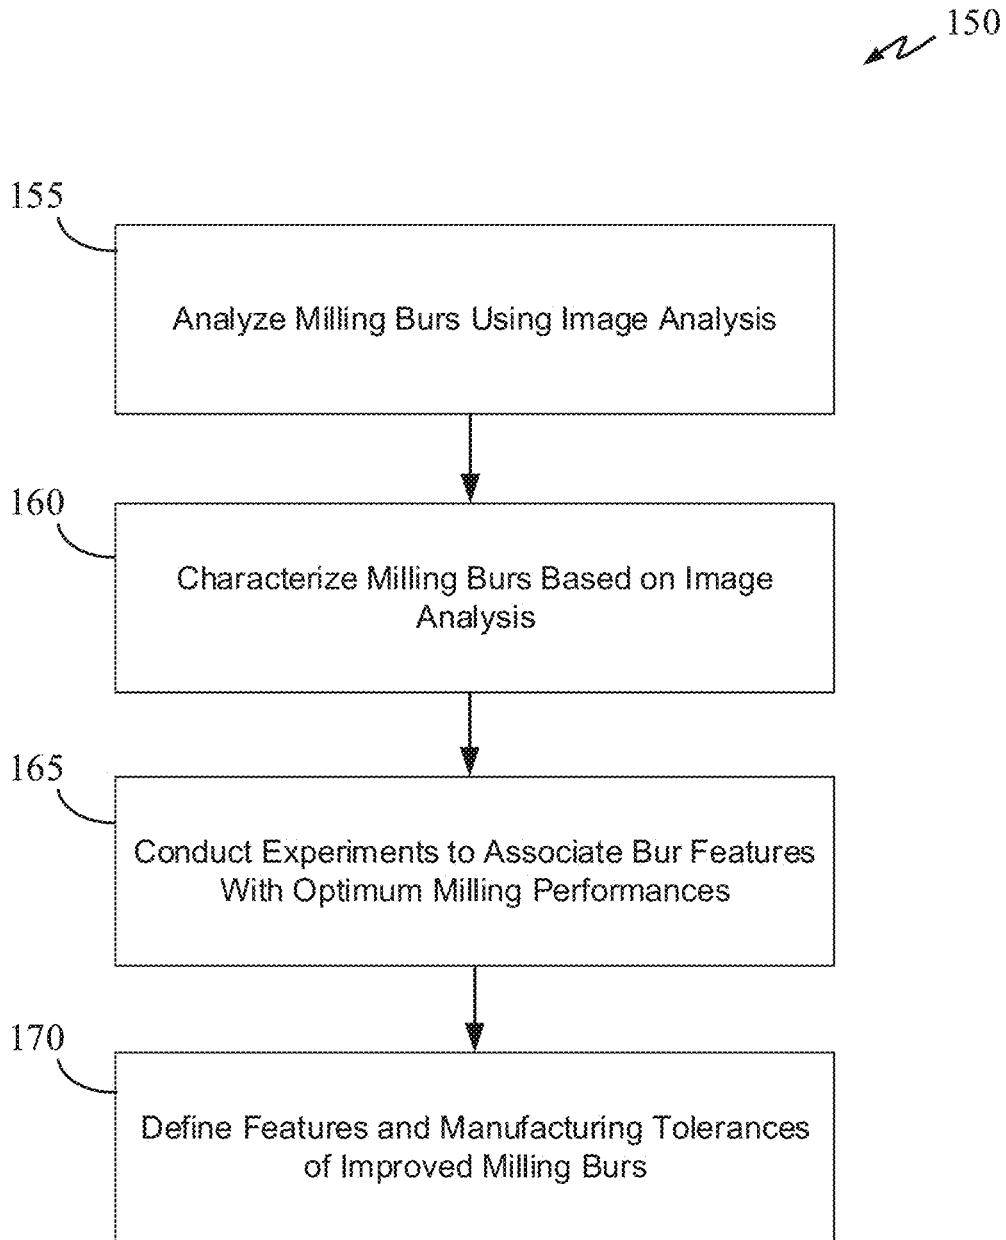 150
155
Analyze Milling Burs Using Image Analysis
160
Characterize Milling Burs Based on Image
Analysis
165
Conduct Experiments to Associate Bur Features
With Optimum Milling Performances
170
Define Features and Manufacturing Tolerances
of Improved Milling Burs